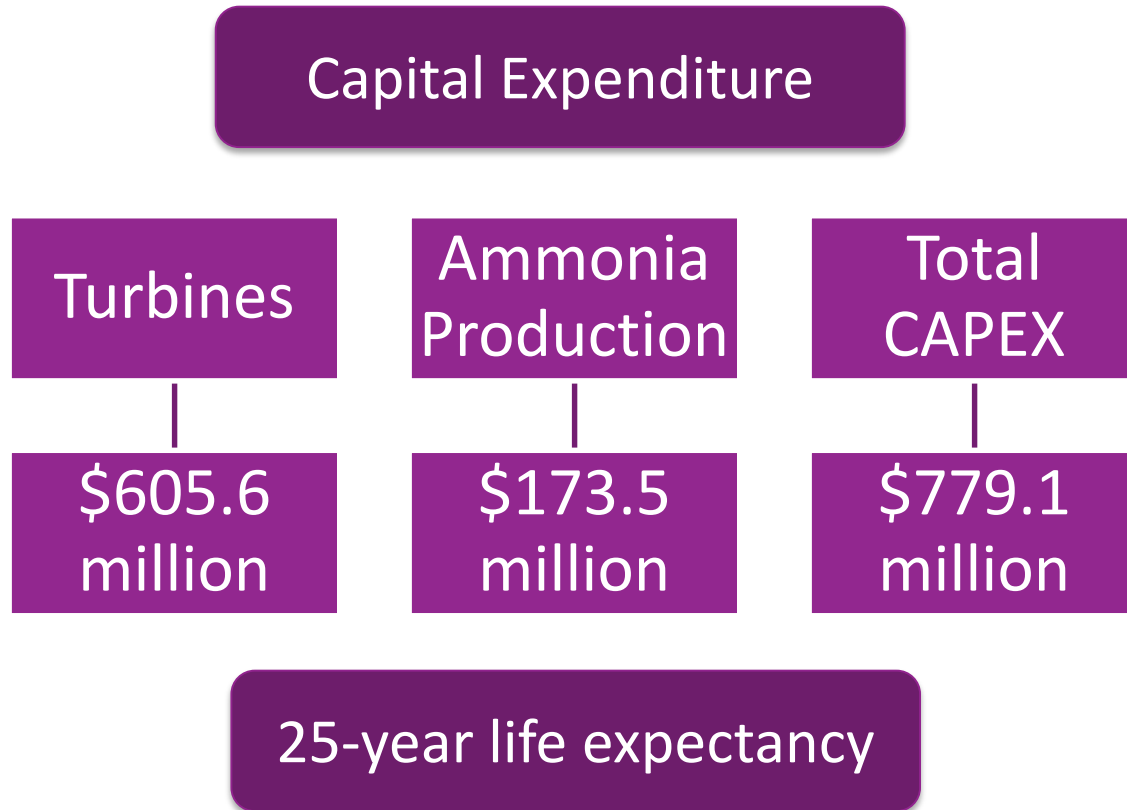 Capital Expenditure
Turbines
Ammonia
Production
Total
CAPEX
$605.6
million
$173.5
million
$779.1
million
25-year life expectancy